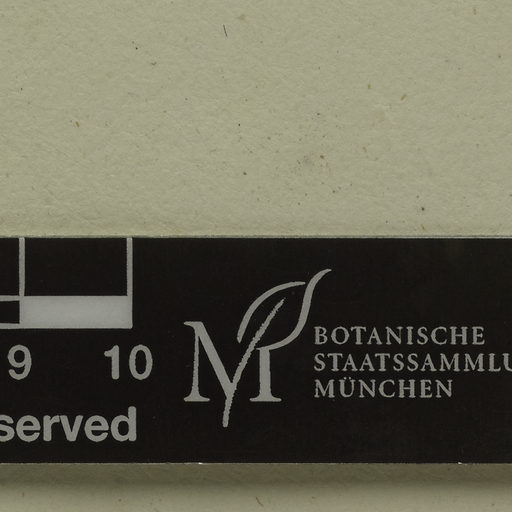 9 10
served
M
BOTANISCHE
STAATSSAMMLU
MÜNCHEN